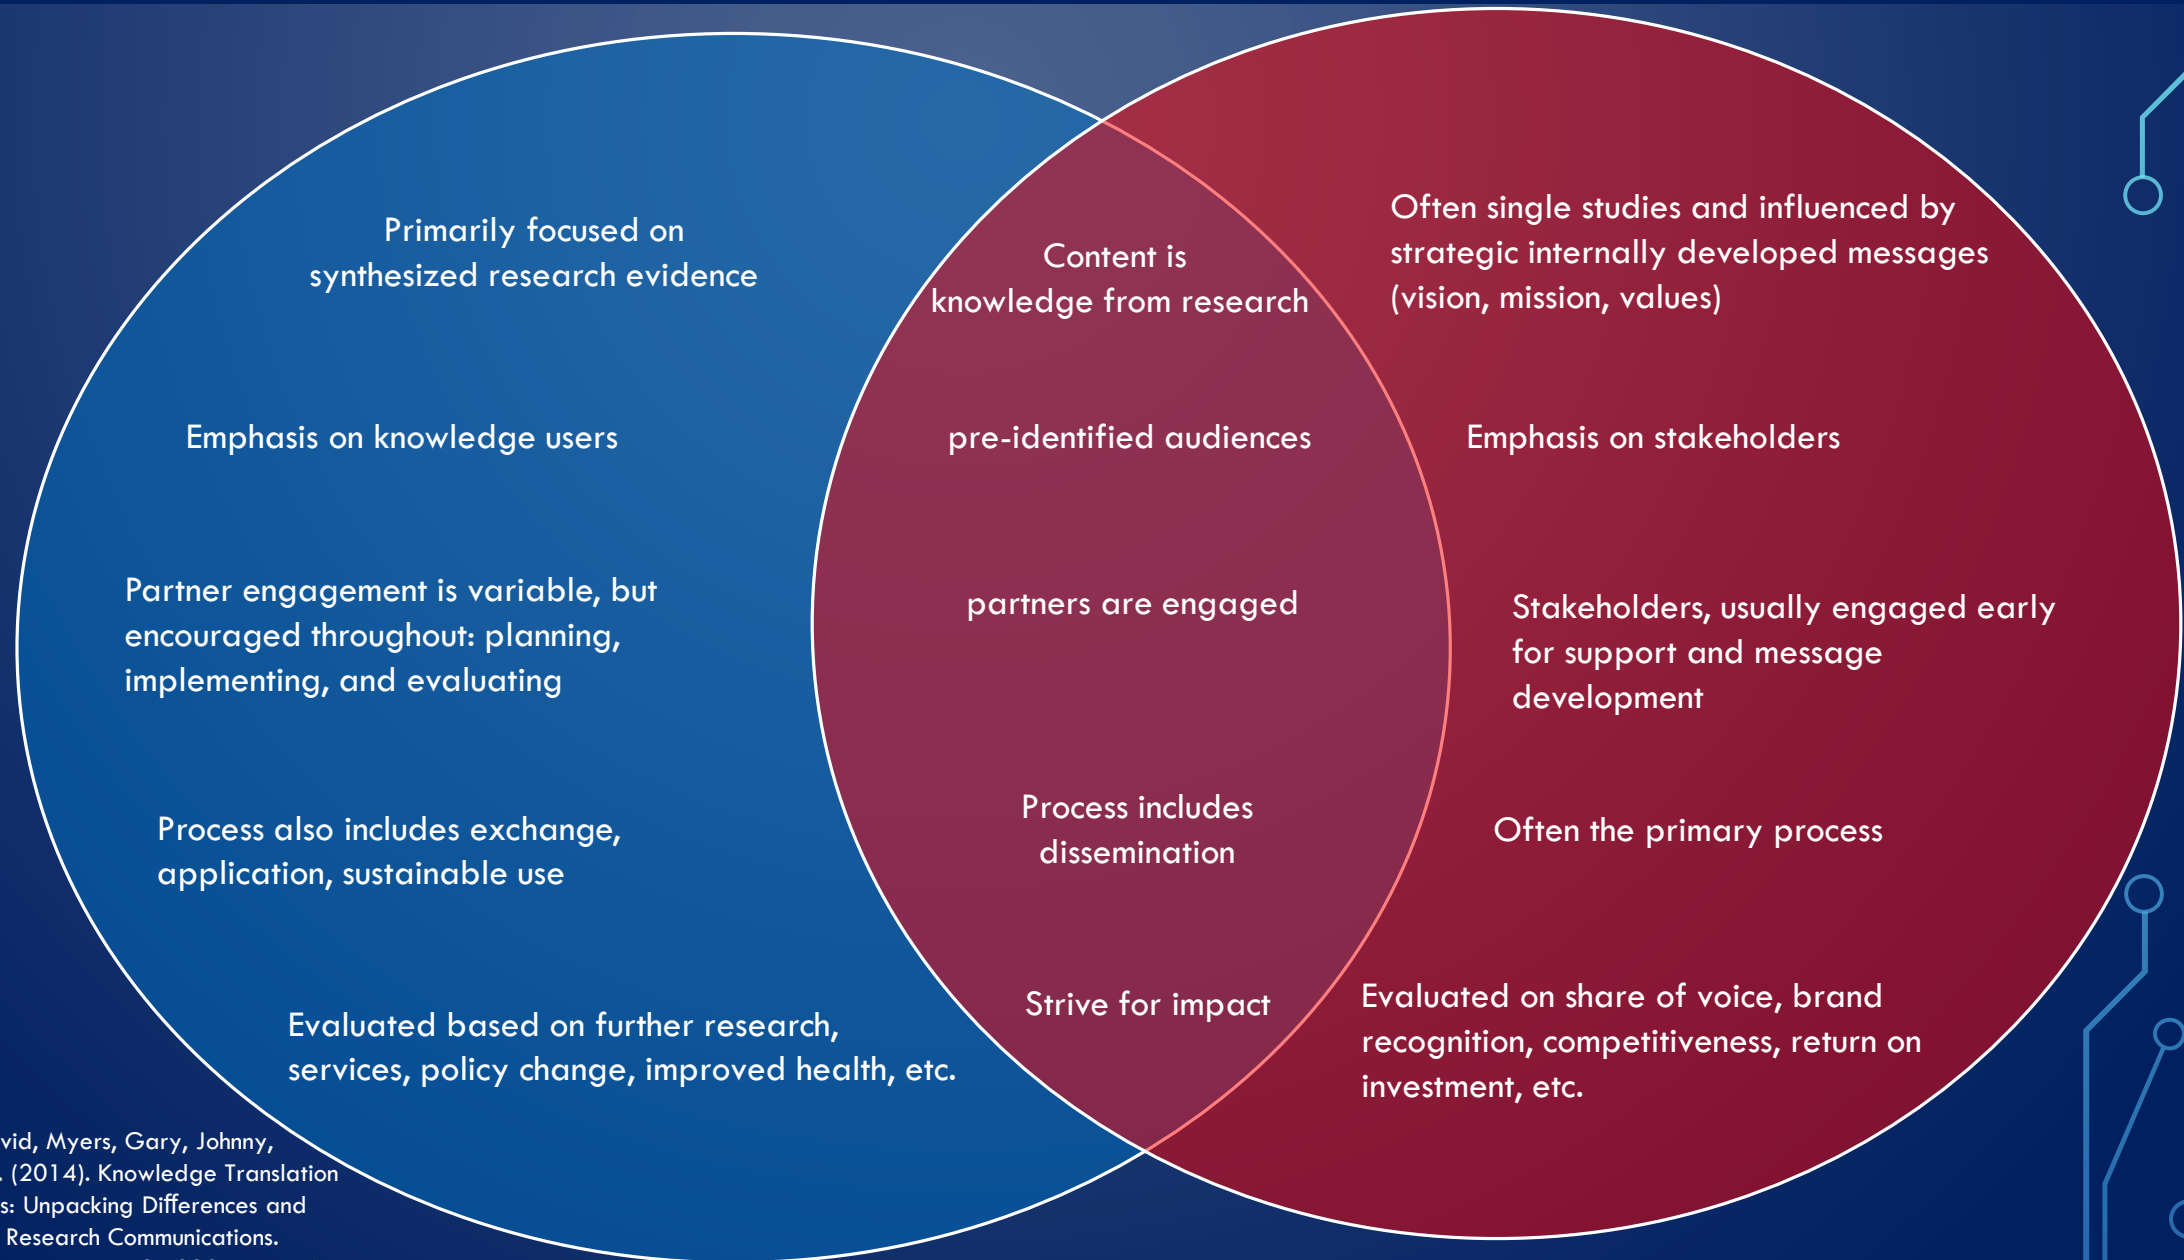 Primarily focused on
synthesized research evidence
Emphasis on knowledge users
Partner engagement is variable, but
encouraged throughout: planning,
implementing, and evaluating
Process also includes exchange,
application, sustainable use
Evaluated based on further research,
services, policy change, improved health, etc.
Content is
knowledge from research
pre-identified audiences
partners are engaged
Process includes
dissemination
Strive for impact
Often single studies and influenced by
strategic internally developed messages
(vision, mission, values)
Emphasis on stakeholders
Stakeholders, usually engaged early
for support and message
development
Often the primary process
Evaluated on share of voice, brand
recognition, competitiveness, return on
investment, etc.
vid, Myers, Gary, Johnny,
. (2014). Knowledge Translation
s: Unpacking Differences and
Research Communications.